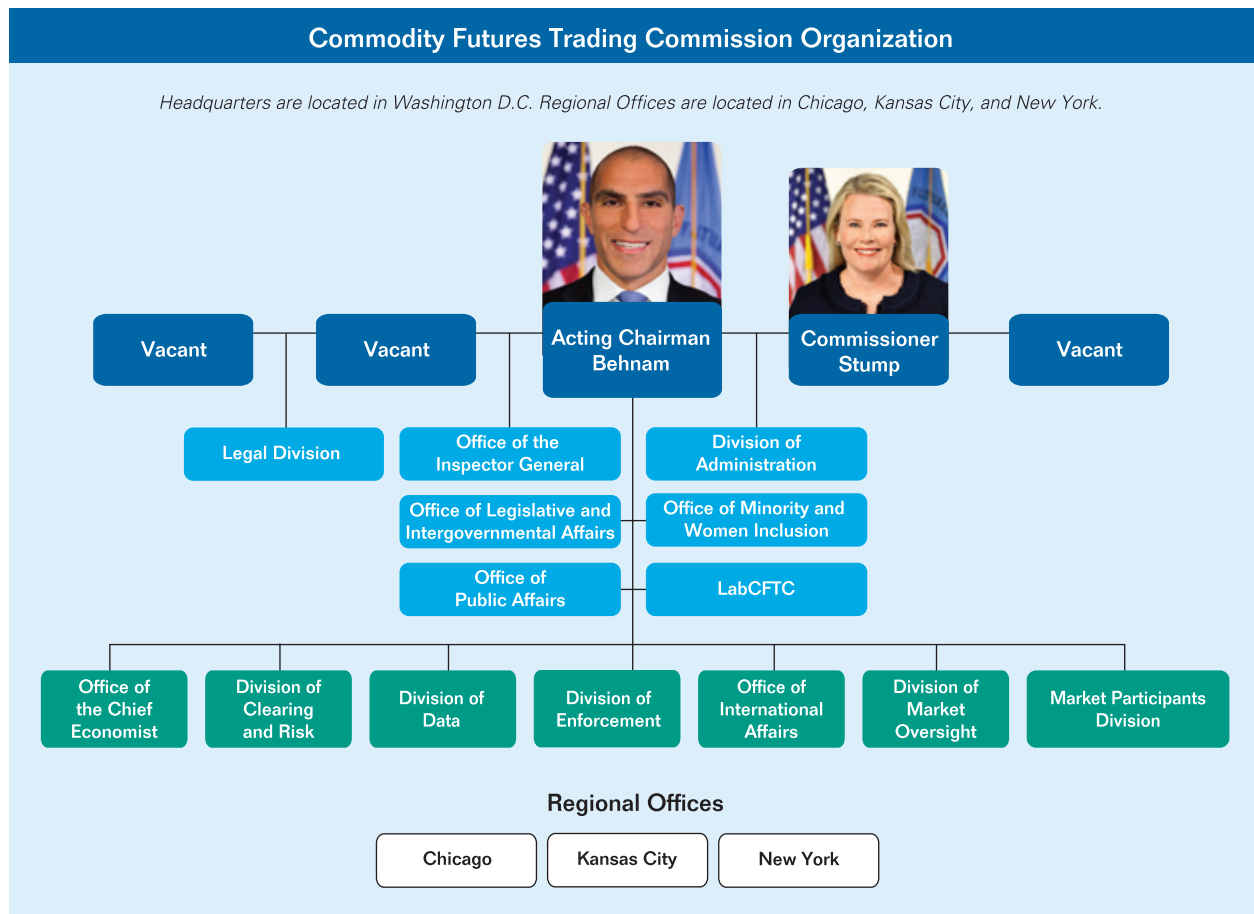 Commodity Futures Trading Commission Organization
Headquarters are located in Washington D.C. Regional Offices are located in Chicago, Kansas City, and New York.
Vacant
Vacant
Acting Chairman
Behnam
Commissioner
Stump
Vacant
Legal Division
Office of the
Inspector General
Division of
Administration
Office of Legislative and
Intergovernmental Affairs
Office of Minority and
Women Inclusion
Office of
Public Affairs
LabCFTC
Office of
the Chief
Economist
Division of
Clearing
and Risk
Division of
Data
Division of
Enforcement
Office of
International
Affairs
Division of
Market
Oversight
Market Participants
Division
Regional Offices
Chicago
Kansas City
New York